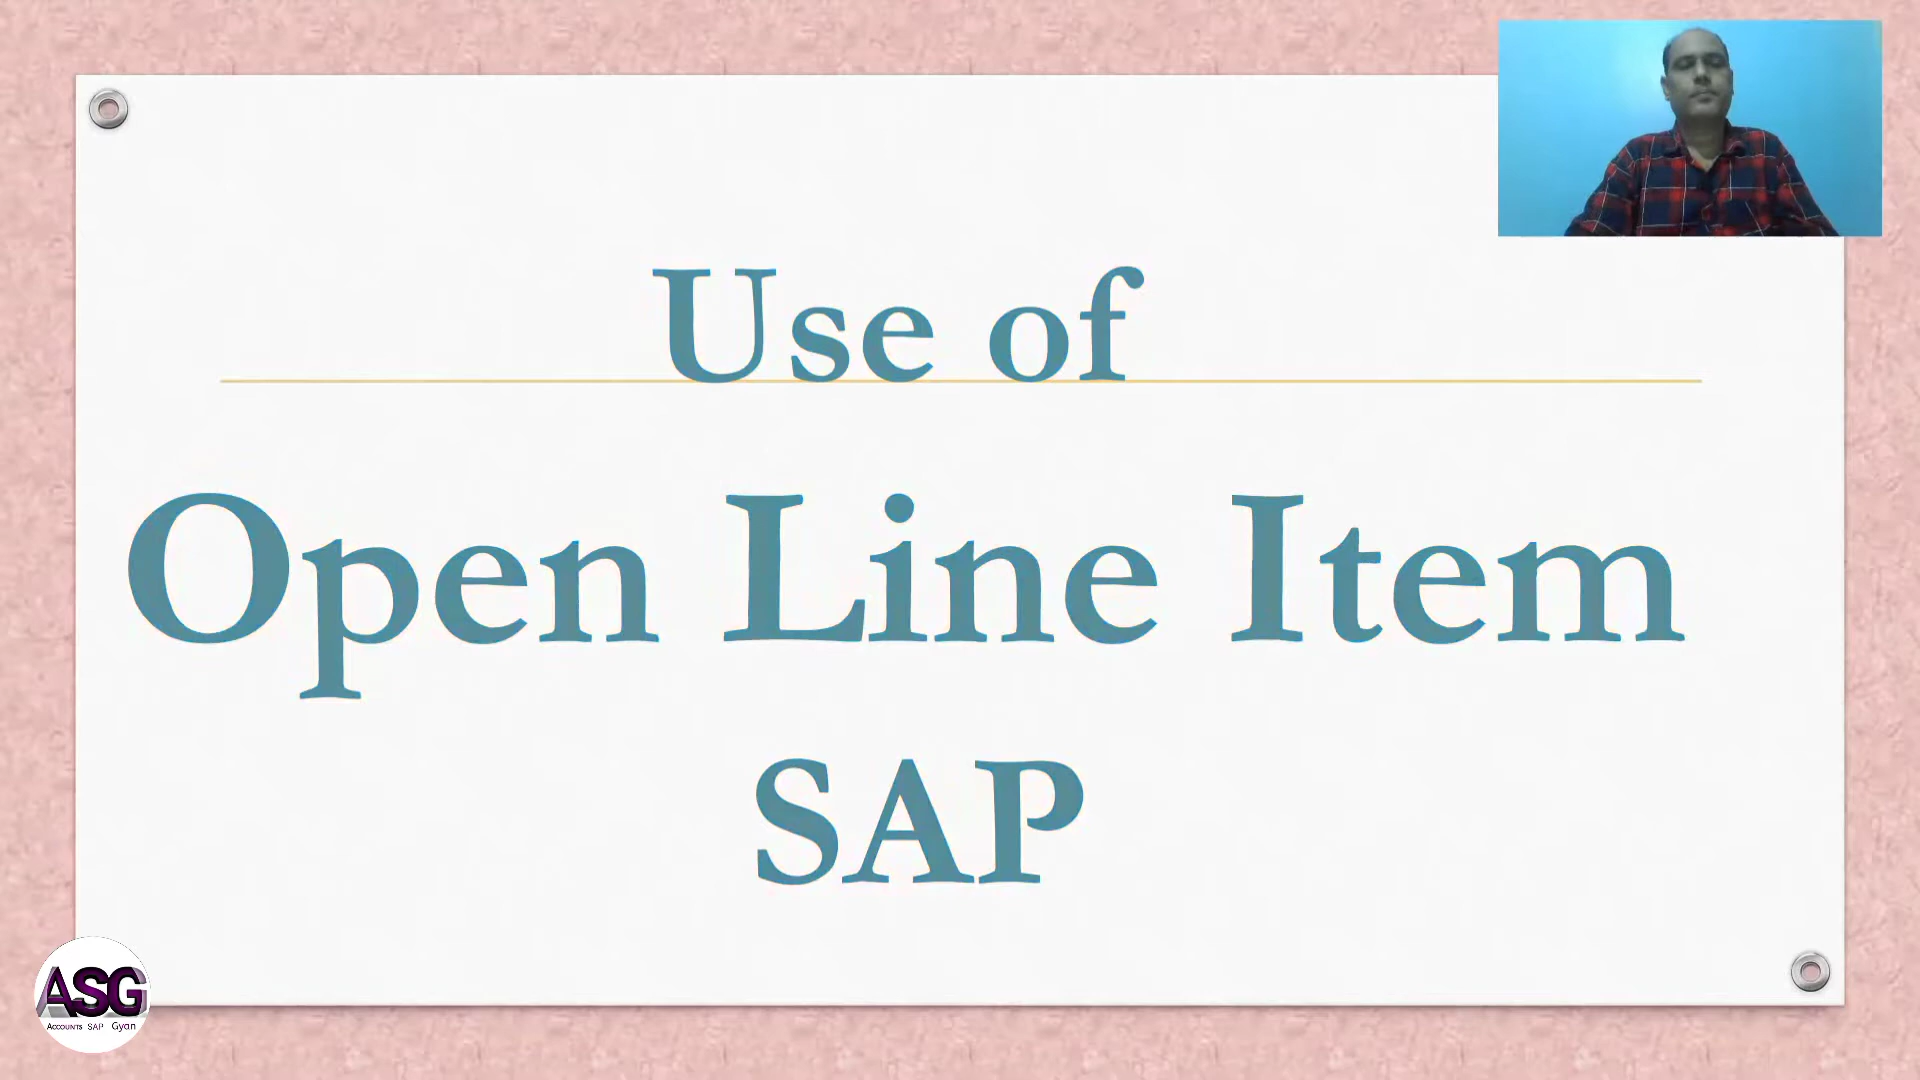 Use of
Open Line Item
SAP
ASG
Accounts SAP Gyan